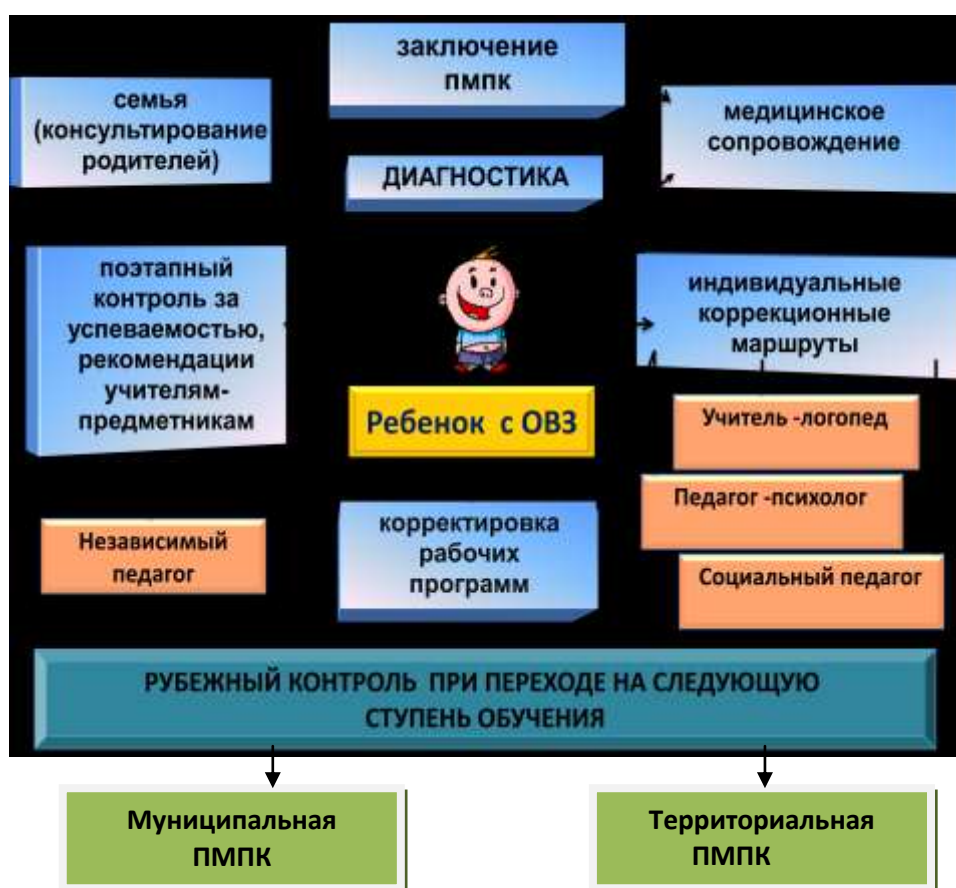 заключение
пмпк
семья
(консультирование
родителей)
медицинское
сопровождение
ДИАГНОСТИКА
поэтапный
контроль за
успеваемостью,
рекомендации
учителям-
предметникам
индивидуальные
коррекционные
маршруты
Ребенок с ОВЗ
Учитель -логопед
Педагог -психолог
Социальный педагог
Независимый
педагог
корректировка
рабочих
программ
РУБЕЖНЫЙ КОНТРОЛЬ ПРИ ПЕРЕХОДЕ НА СЛЕДУЮЩУЮ
СТУПЕНЬ ОБУЧЕНИЯ
Муниципальная
ПМПК
Территориальная
ПМПК